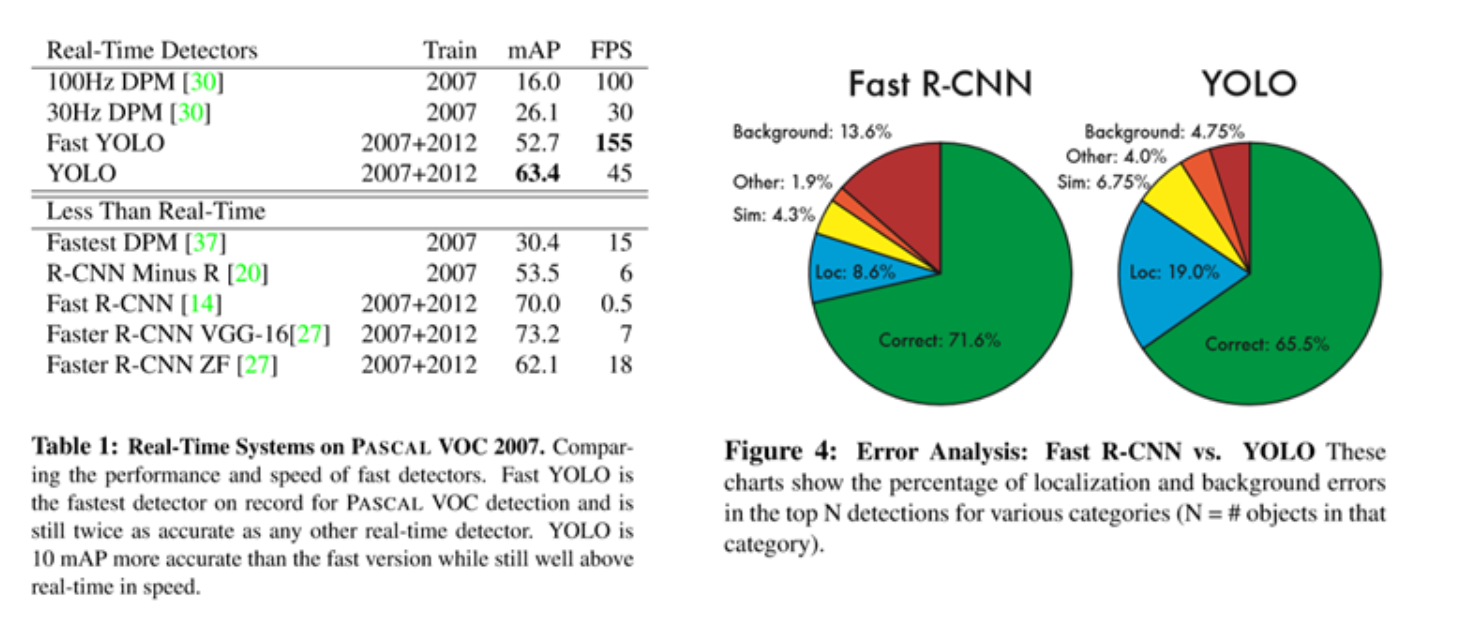 Real-Time Detectors Train mAP FPS
100Hz DPM [30] 2007 16.0 100
30Hz DPM [30] 2007 26.1 30
Fast YOLO 2007+2012 52.7 155
YOLO 2007+2012 63.4 45
Less Than Real-Time
Fastest DPM [37] 2007 30.4 15
R-CNN Minus R [20] 2007 53.5 6
Fast R-CNN [14] 2007+2012 70.0 0.5
Faster R-CNN VGG-16[27] 2007+2012 73.2 7
Faster R-CNN ZF [27] 2007+2012 62.1 18
Table 1: Real-Time Systems on PASCAL VOC 2007. Compar-
ing the performance and speed of fast detectors. Fast YOLO is
the fastest detector on record for PASCAL VOC detection and is
still twice as accurate as any other real-time detector. YOLO is
10 mAP more accurate than the fast version while still well above
real-time in speed.
Fast R-CNN
Background: 13.6%
Other: 1.9%
Sim: 4.3%
Loc: 8.6%
Correct: 71.6%
YOLO
Background: 4.75%
Other: 4.0%
Sim: 6.75%
Loc: 19.0%
Correct: 65.5%
Figure 4: Error Analysis: Fast R-CNN vs. YOLO These
charts show the percentage of localization and background errors
in the top N detections for various categories (N = # objects in that
category).